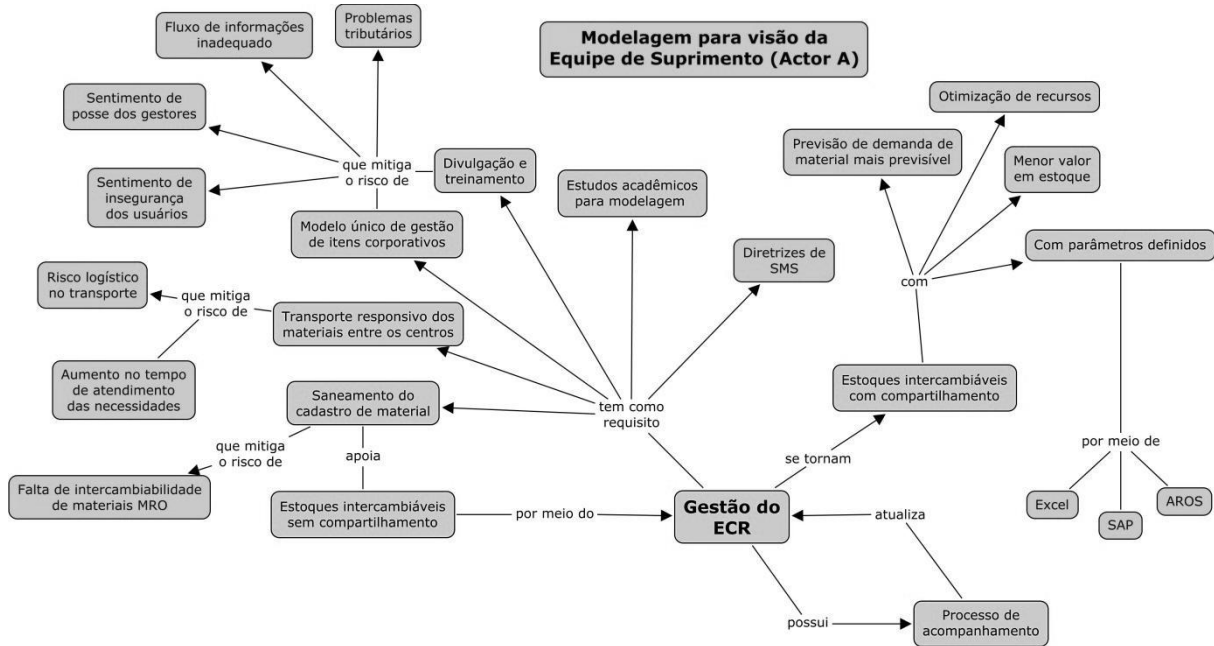 Modelagem para visão da
Equipe de Suprimento (Actor A)
Fluxo de informações
inadequado
Problemas
tributários
Sentimento de
posse dos gestores
que mitiga
o risco de
Divulgação e
treinamento
Sentimento de
insegurança
dos usuários
Modelo único de gestão
de itens corporativos
Estudos acadêmicos
para modelagem
Diretrizes de
SMS
Otimização de recursos
Previsão de demanda de
material mais previsível
Menor valor
em estoque
Com parâmetros definidos
com
Risco logístico
no transporte
que mitiga
o risco de
Transporte responsivo dos
materiais entre os centros
Aumento no tempo
de atendimento
das necessidades
Saneamento do
cadastro de material
tem como
requisito
Estoques intercambiáveis
com compartilhamento
que mitiga
o risco de
apoia
se tornam
por meio de
Falta de intercambiabilidade
de materiais MRO
Estoques intercambiáveis
sem compartilhamento
por meio do
Gestão do
ECR
atualiza
Excel
SAP
AROS
possui
Processo de
acompanhamento